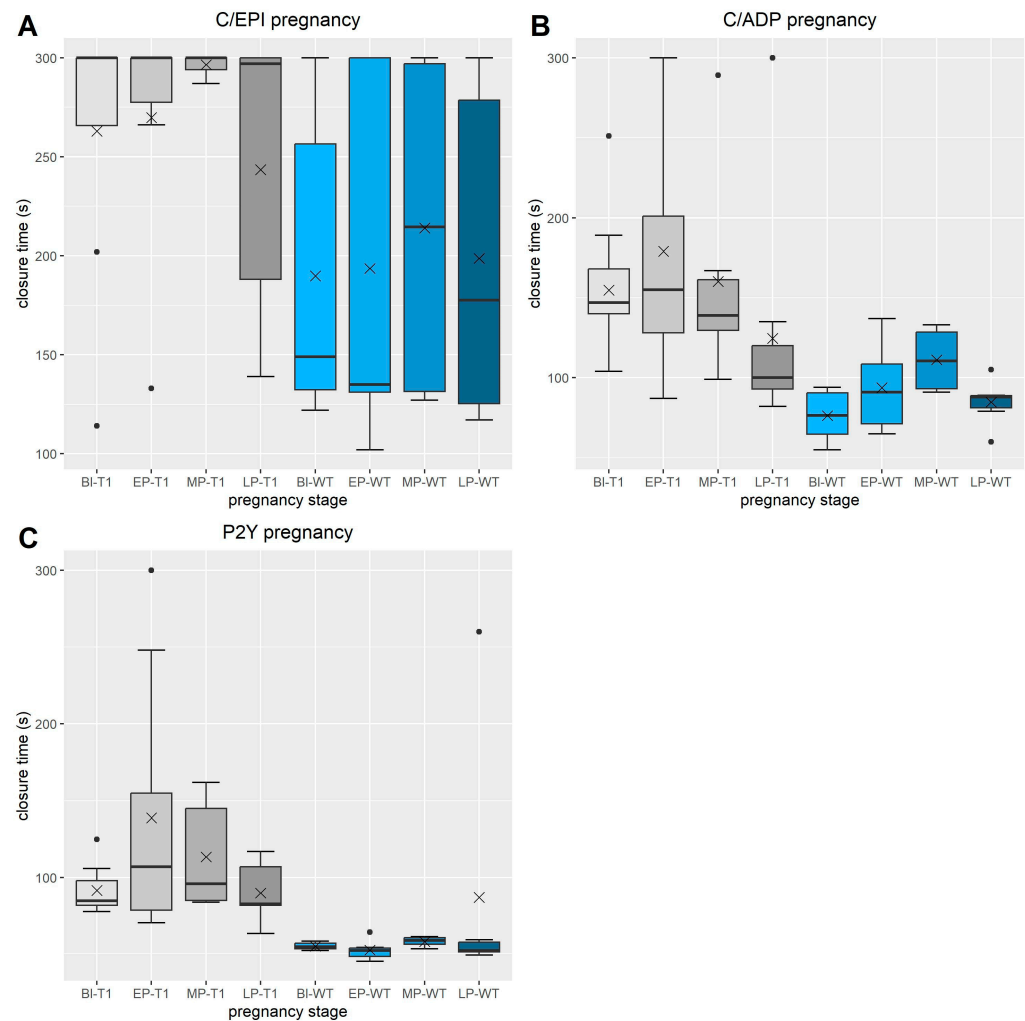 A
C/EPI pregnancy
closure time (s)
300
250
200
150
100
BI-T1 EP-T1 MP-T1 LP-T1 BI-WT EP-WT MP-WT LP-WT
pregnancy stage
B
C/ADP pregnancy
closure time (s)
300
200
100
BI-T1 EP-T1 MP-T1 LP-T1 BI-WT EP-WT MP-WT LP-WT
pregnancy stage
C
P2Y pregnancy
closure time (s)
300
200
100
BI-T1 EP-T1 MP-T1 LP-T1 BI-WT EP-WT MP-WT LP-WT
pregnancy stage